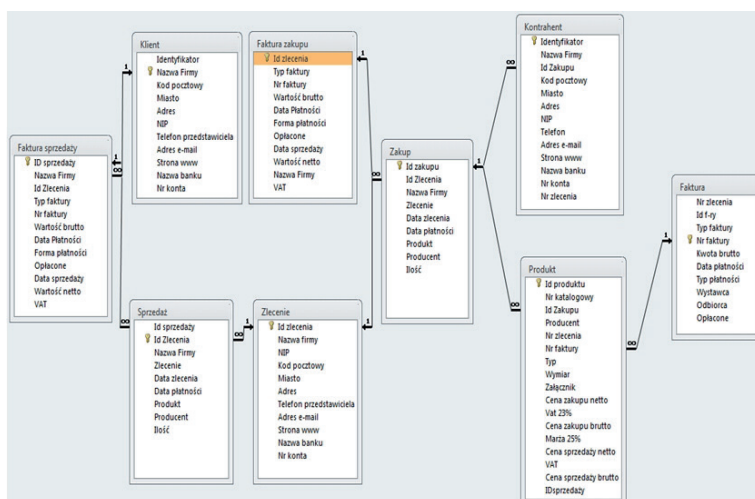 Klient
Identyfikator
Nazwa Firmy
Kod pocztowy
Miasto
Adres
NIP
Telefon przedstawiciela
Adres e-mail
Strona www
Nazwa banku
Nr konta
Faktura zakupu
Id zlecenia
Typ faktury
Nr faktury
Wartość brutto
Data Płatności
Forma płatności
Opłacone
Data sprzedaży
Wartość netto
Nazwa Firmy
VAT
Kontrahent
Identyfikator
Nazwa Firmy
Id Zakupu
Kod pocztowy
Miasto
Adres
NIP
Telefon
Adres e-mail
Strona www
Nazwa banku
Nr konta
Nr zlecenia
Faktura sprzedaży
ID sprzedaży
Nazwa Firmy
Id Zlecenia
Typ faktury
Nr faktury
Wartość brutto
Data Płatności
Forma płatności
Opłacone
Data sprzedaży
Wartość netto
VAT
Zakup
Id zakupu
Id Zlecenia
Nazwa Firmy
Zlecenie
Data zlecenia
Data płatności
Produkt
Producent
Ilość
Faktura
Nr zlecenia
Id f-ry
Typ faktury
Nr faktury
Kwota brutto
Data płatności
Typ płatności
Wystawca
Odbiorca
Opłacone
Sprzedaż
Id sprzedaży
Id Zlecenia
Nazwa Firmy
Zlecenie
Data zlecenia
Data płatności
Produkt
Producent
Ilość
Zlecenie
Id zlecenia
Nazwa firmy
NIP
Kod pocztowy
Miasto
Adres
Telefon przedstawiciela
Adres e-mail
Strona www
Nazwa banku
Nr konta
Produkt
Id produktu
Nr katalogowy
Id Zakupu
Producent
Nr zlecenia
Nr faktury
Typ
Wymiar
Załącznik
Cena zakupu netto
Vat 23%
Cena zakupu brutto
Marża 25%
Cena sprzedaży netto
VAT
Cena sprzedaży brutto
IDsprzedaży
1
∞
1
∞
1
∞
∞
1
1
∞
1
∞
∞
1
∞
1